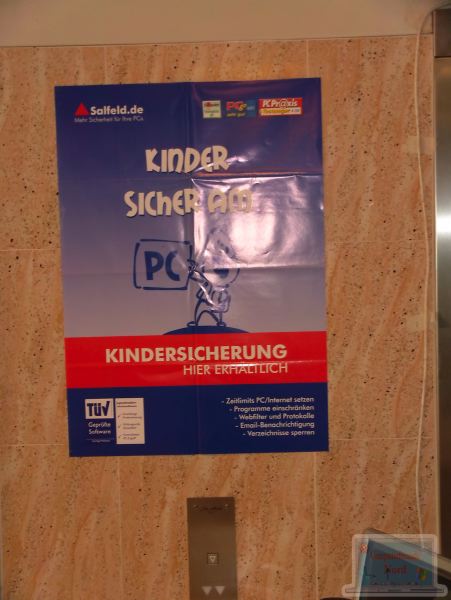 Salfeld.de
Mehr Sicherheit für Ihre PCs
PC Praxis
KINDER
SICHER AM
PC
KINDERSICHERUNG
HIER ERHÄLTLICH
TÜV
Geprüfte
Software
- Zeitlimits PC/Internet setzen
- Programme einschränken
- Webfilter und Protokolle
- Email-Benachrichtigung
- Verzeichnisse sperren